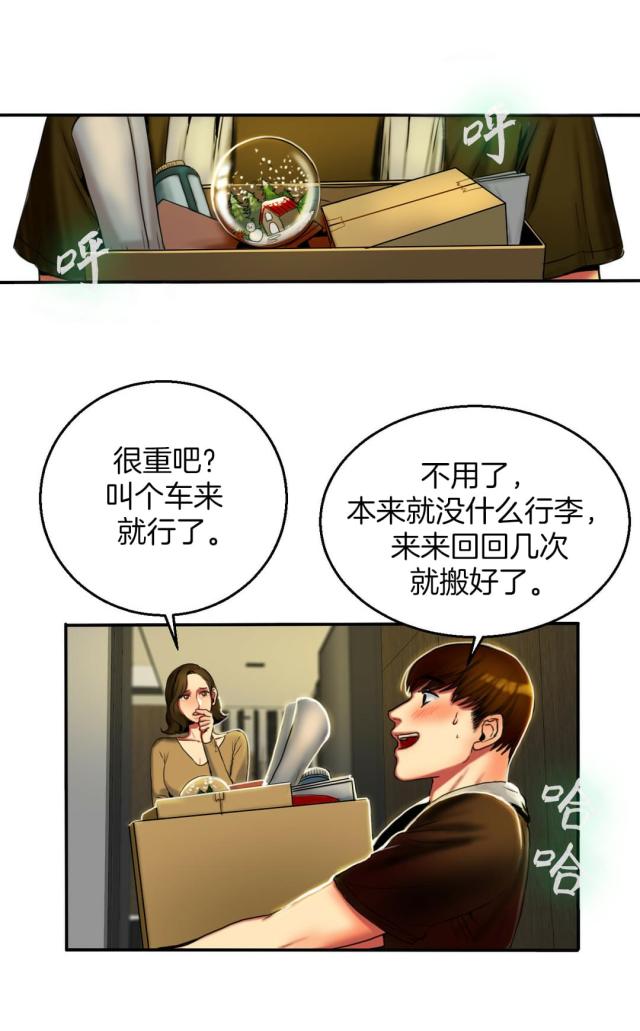 呼
呼
很重吧？
叫个车来
就行了。
不用了，
本来就没什么行李，
来来回回几次
就搬好了。
哈
哈